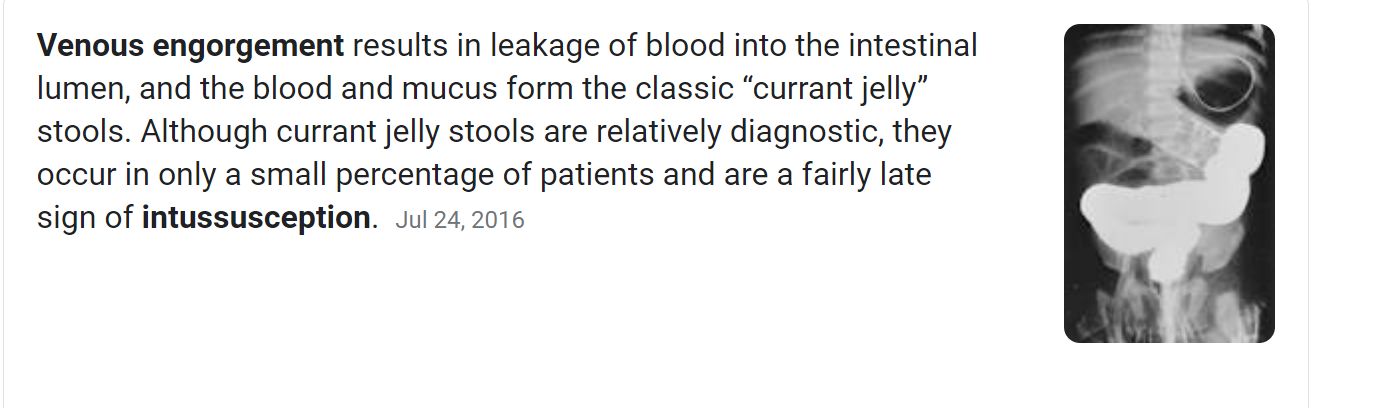 Venous engorgement results in leakage of blood into the intestinal
lumen, and the blood and mucus form the classic “currant jelly”
stools. Although currant jelly stools are relatively diagnostic, they
occur in only a small percentage of patients and are a fairly late
sign of intussusception. Jul 24, 2016